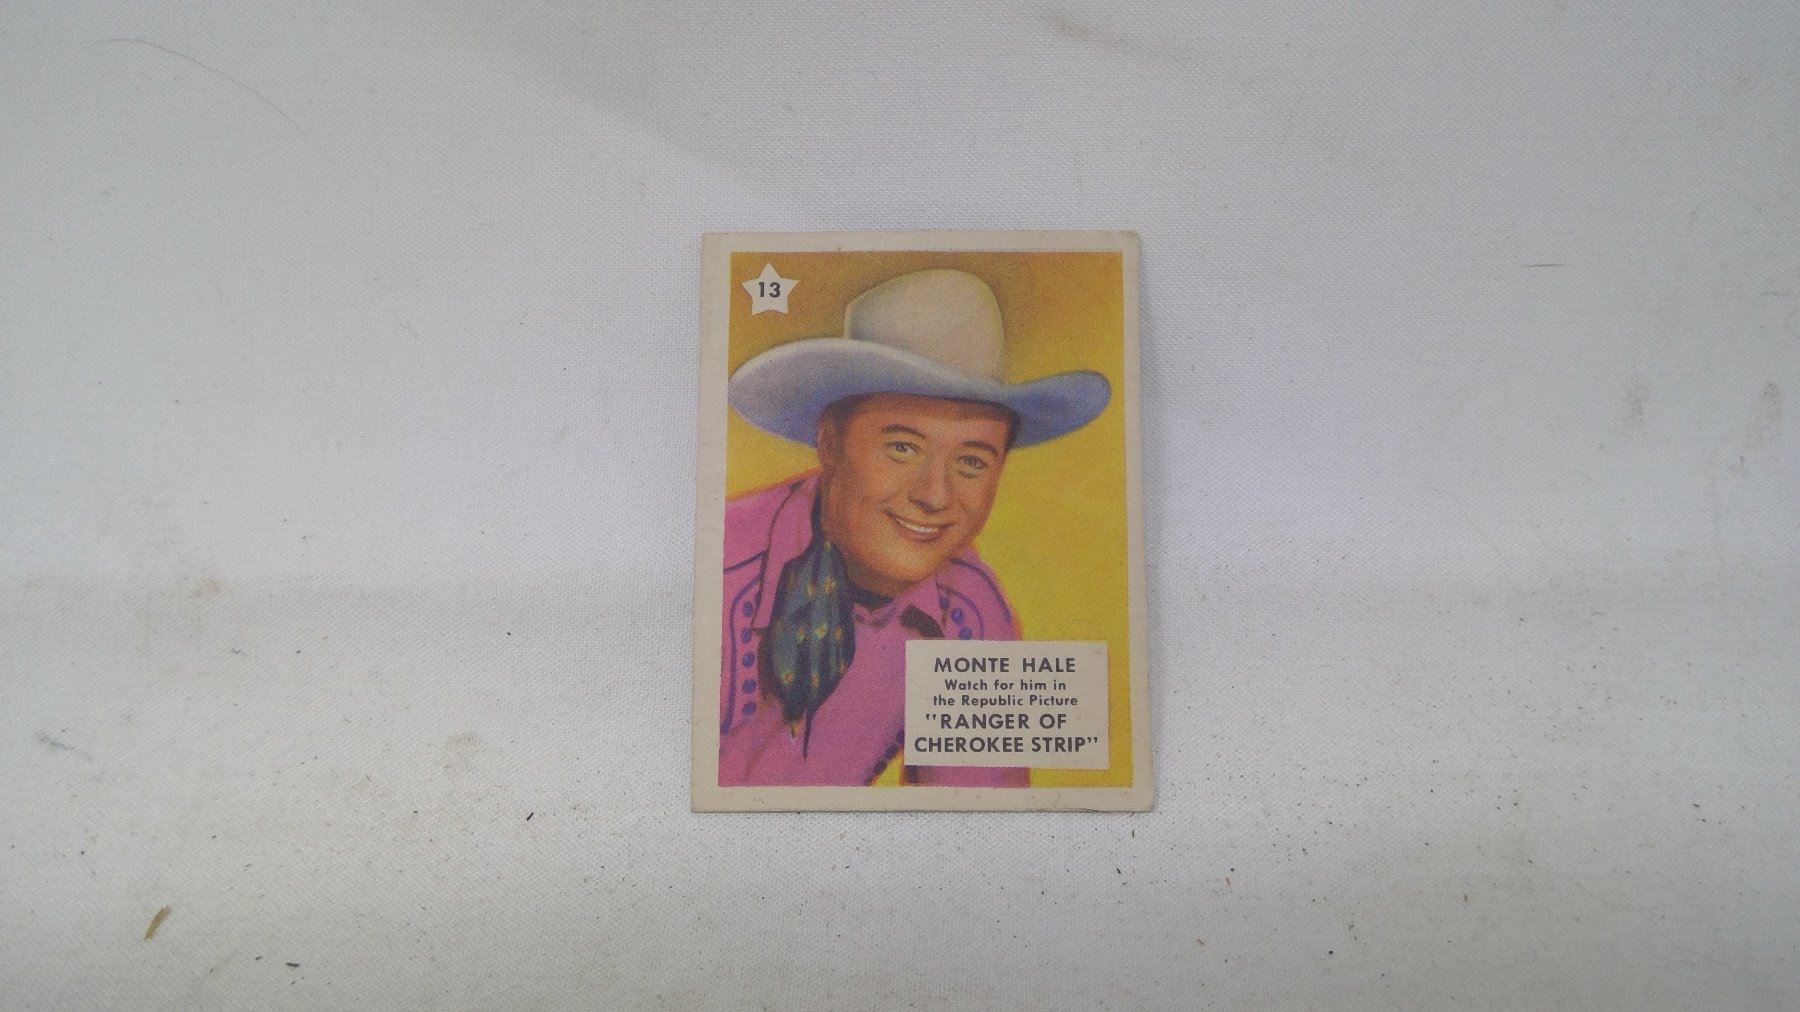 13
MONTE HALE
Watch for him in
the Republic Picture
"RANGER OF
CHEROKEE STRIP"